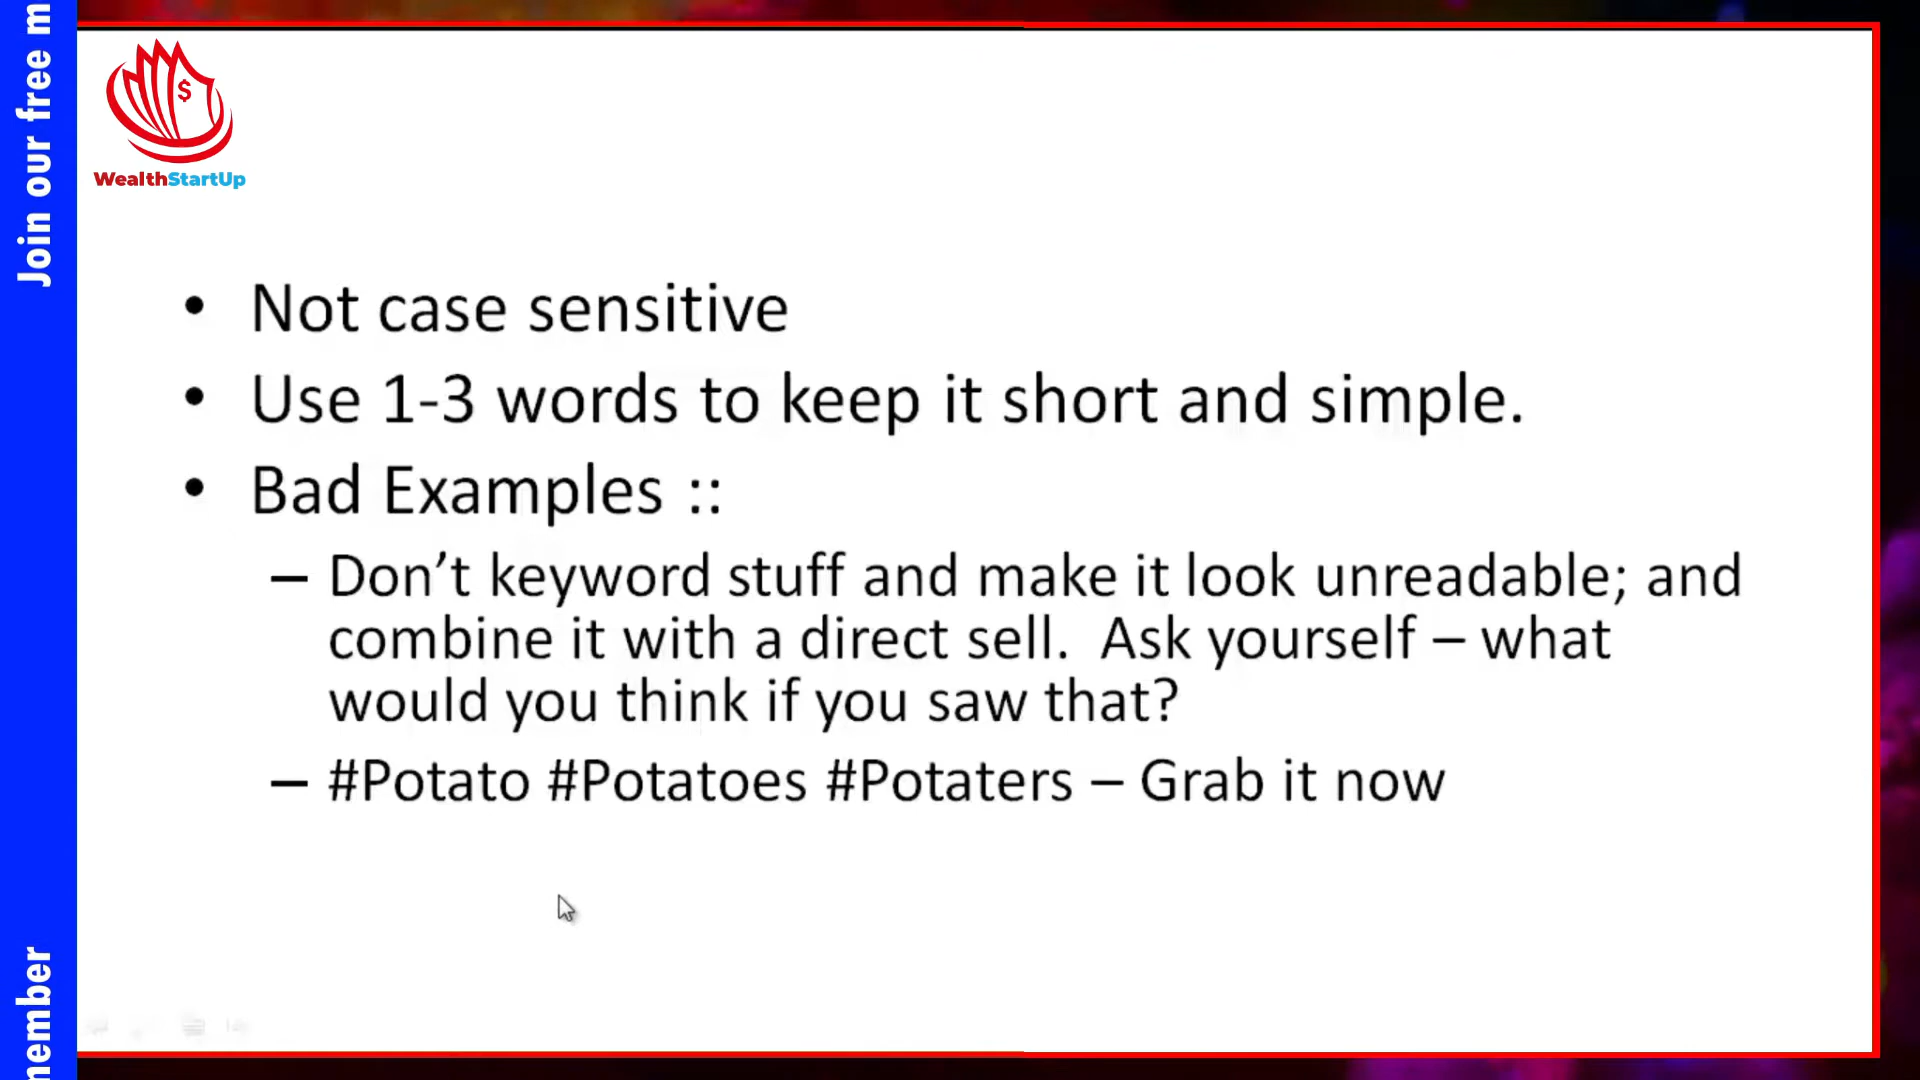 Join our free m
ember
$
WealthStartUp
• Not case sensitive
• Use 1-3 words to keep it short and simple.
• Bad Examples ::
– Don’t keyword stuff and make it look unreadable; and
combine it with a direct sell.  Ask yourself – what
would you think if you saw that?
– #Potato #Potatoes #Potaters – Grab it now